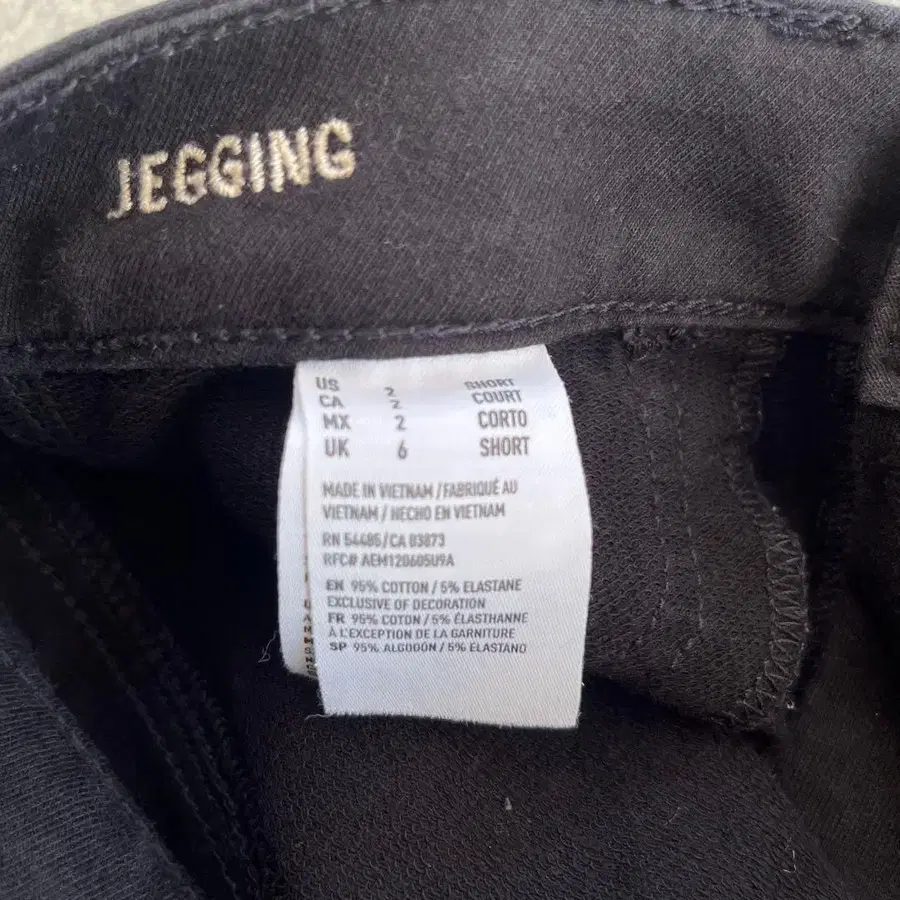 JEGGING
US 2 SHORT
CA 2 COURT
MX 2 CORTO
UK 6 SHORT
MADE IN VIETNAM / FABRIQUÉ AU
VIETNAM / HECHO EN VIETNAM
RN 54485/CA 03873
RFC# AEM120605U9A
EN 95% COTTON / 5% ELASTANE
EXCLUSIVE OF DECORATION
FR 95% COTON / 5% ÉLASTHANNE
À L'EXCEPTION DE LA GARNITURE
SP 95% ALGODÓN / 5% ELASTANO